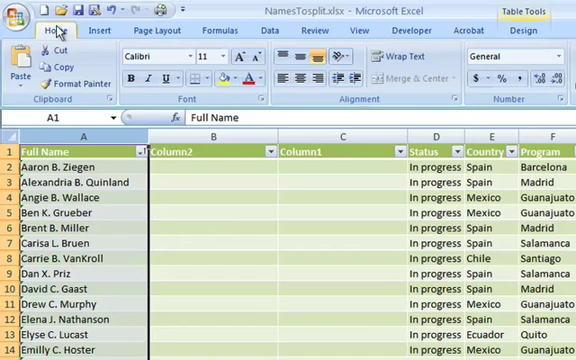 NamesTosplit.xlsx - Microsoft Excel
Table Tools
Home Insert Page Layout Formulas Data Review View Developer Acrobat Design
Paste
Cut
Copy
Format Painter
Clipboard
Calibri 11 A A
B I U A
Font
Wrap Text
Merge & Center
Alignment
General
$ % ,
Number
A1 fx Full Name
A B C D E F
1 Full Name Column2 Column1 Status Country Program
2 Aaron B. Ziegen In progress Spain Barcelona
3 Alexandria B. Quinland In progress Spain Madrid
4 Angie B. Wallace In progress Mexico Guanajuato
5 Ben K. Grueber In progress Mexico Guanajuato
6 Brent B. Miller In progress Spain Madrid
7 Carisa L. Bruen In progress Spain Salamanca
8 Carrie B. VanKroll In progress Chile Santiago
9 Dan X. Priz In progress Spain Salamanca
10 David C. Gaast In progress Spain Madrid
11 Drew C. Murphy In progress Mexico Guanajuato
12 Elena J. Nathanson In progress Spain Salamanca
13 Elyse C. Lucast In progress Ecuador Quito
14 Emilly C. Hoster In progress Mexico Guanajuato